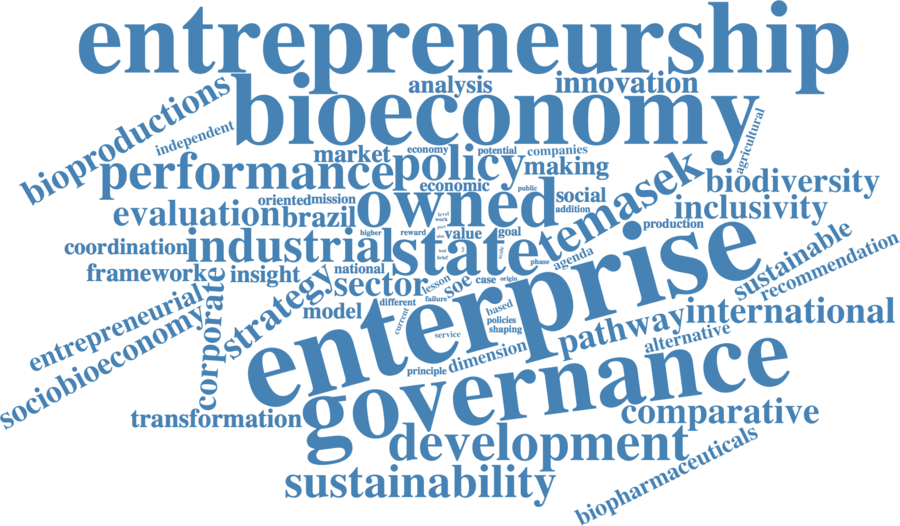 entrepreneurship
bioeconomy
analysis
innovation
bioproductions
independent
agricultural
market
economy
potential
companies
performance
policy
making
temasek
economic
public
biodiversity
oriented
mission
owned
social
addition
inclusivity
evaluation
brazil
level
work
higher
reward
value
goal
production
coordination
industrial
state
phase
agenda
sustainable
recommendation
framework
insight
national
sector
lesson
soe
case
origin
brief
enterprise
entrepreneurial
corporate
strategy
model
different
failure
based
current
policies
shaping
service
pathway
international
alternative
sociobioeconomy
principle
dimension
governance
transformation
comparative
development
sustainability
biopharmaceuticals